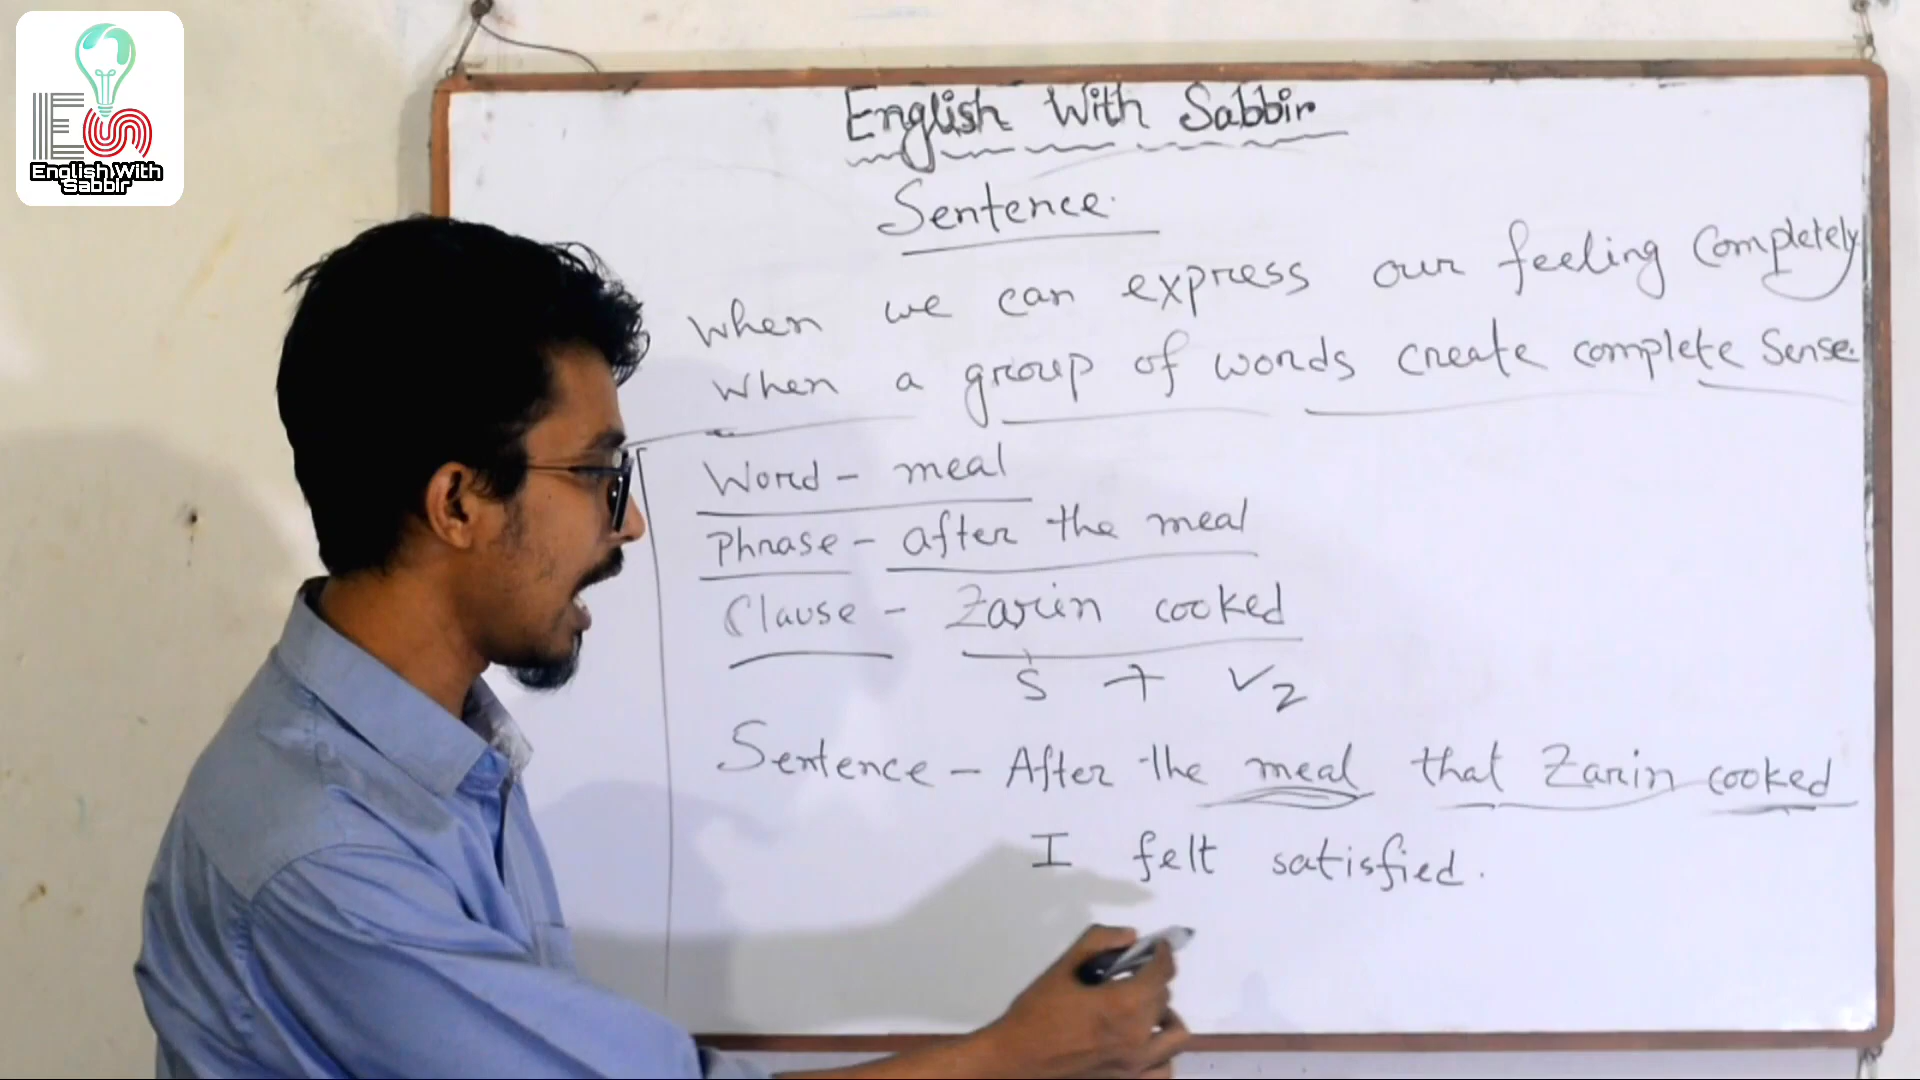 English With
Sabbir
English With Sabbir
Sentence.
When we can express our feeling completely
When a group of words create complete sense.
Word - meal
Phrase - after the meal
Clause - Zarin cooked
S + V2
Sentence - After the meal that Zarin cooked
I felt satisfied.